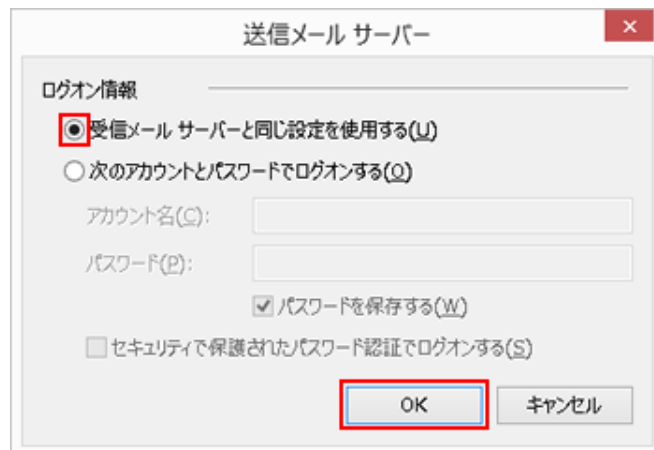 送信メール サーバー
ログオン情報
受信メール サーバーと同じ設定を使用する(U)
次のアカウントとパスワードでログオンする(O)
アカウント名(C):
パスワード(P):
パスワードを保存する(W)
セキュリティで保護されたパスワード認証でログオンする(S)
OK キャンセル